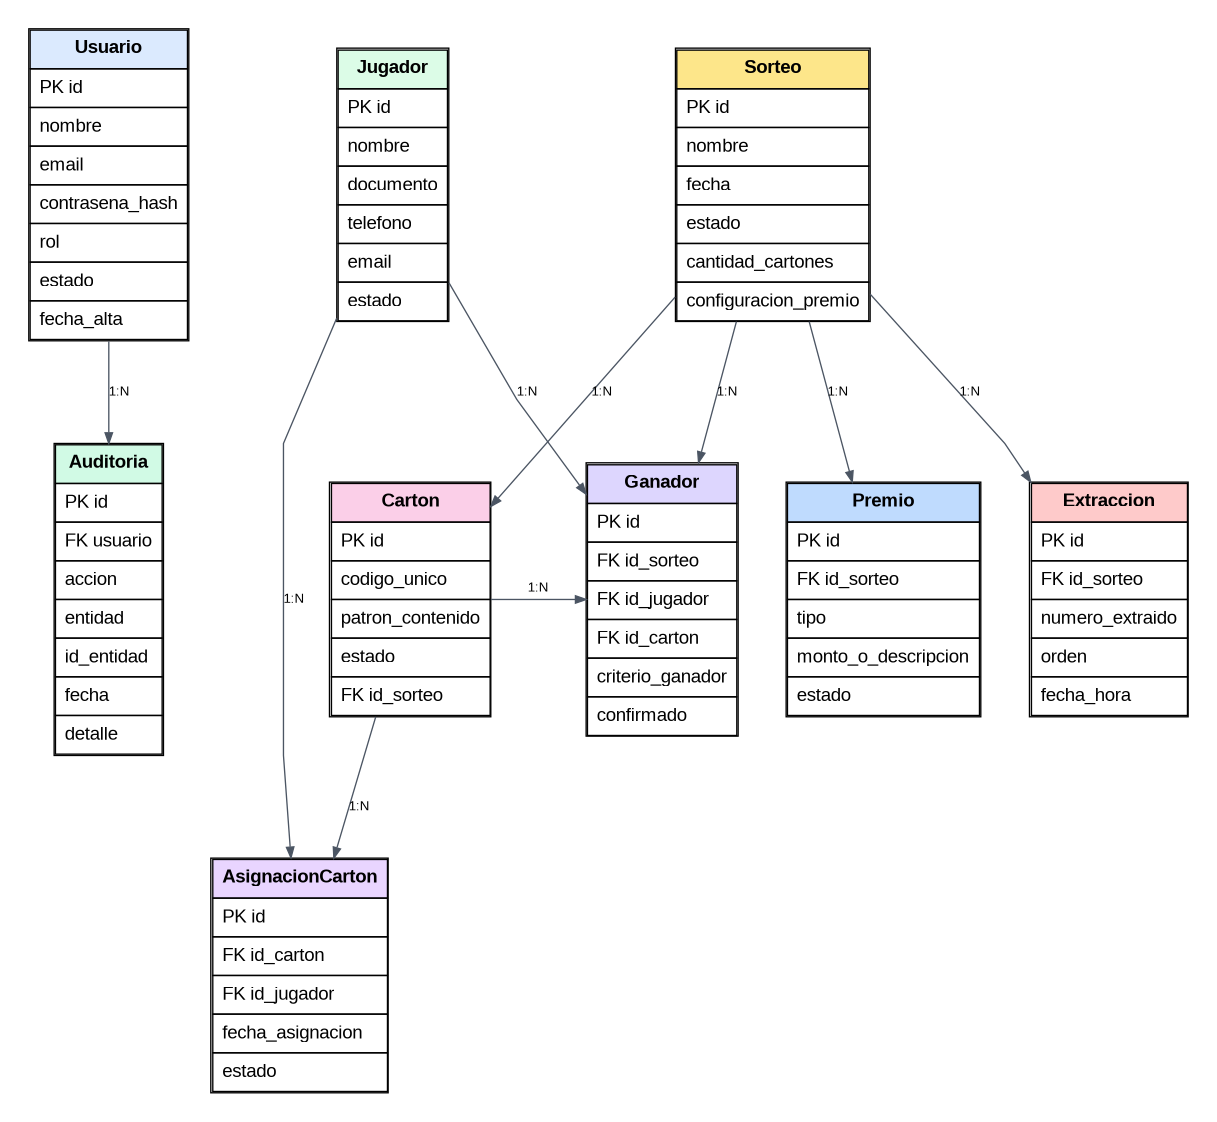 Usuario
PK id
nombre
email
contrasena_hash
rol
estado
fecha_alta
Jugador
PK id
nombre
documento
telefono
email
estado
Sorteo
PK id
nombre
fecha
estado
cantidad_cartones
configuracion_premio
1:N
1:N
1:N
1:N
1:N
1:N
Auditoria
PK id
FK usuario
accion
entidad
id_entidad
fecha
detalle
1:N
Carton
PK id
codigo_unico
patron_contenido
estado
FK id_sorteo
1:N
Ganador
PK id
FK id_sorteo
FK id_jugador
FK id_carton
criterio_ganador
confirmado
Premio
PK id
FK id_sorteo
tipo
monto_o_descripcion
estado
Extraccion
PK id
FK id_sorteo
numero_extraido
orden
fecha_hora
1:N
AsignacionCarton
PK id
FK id_carton
FK id_jugador
fecha_asignacion
estado